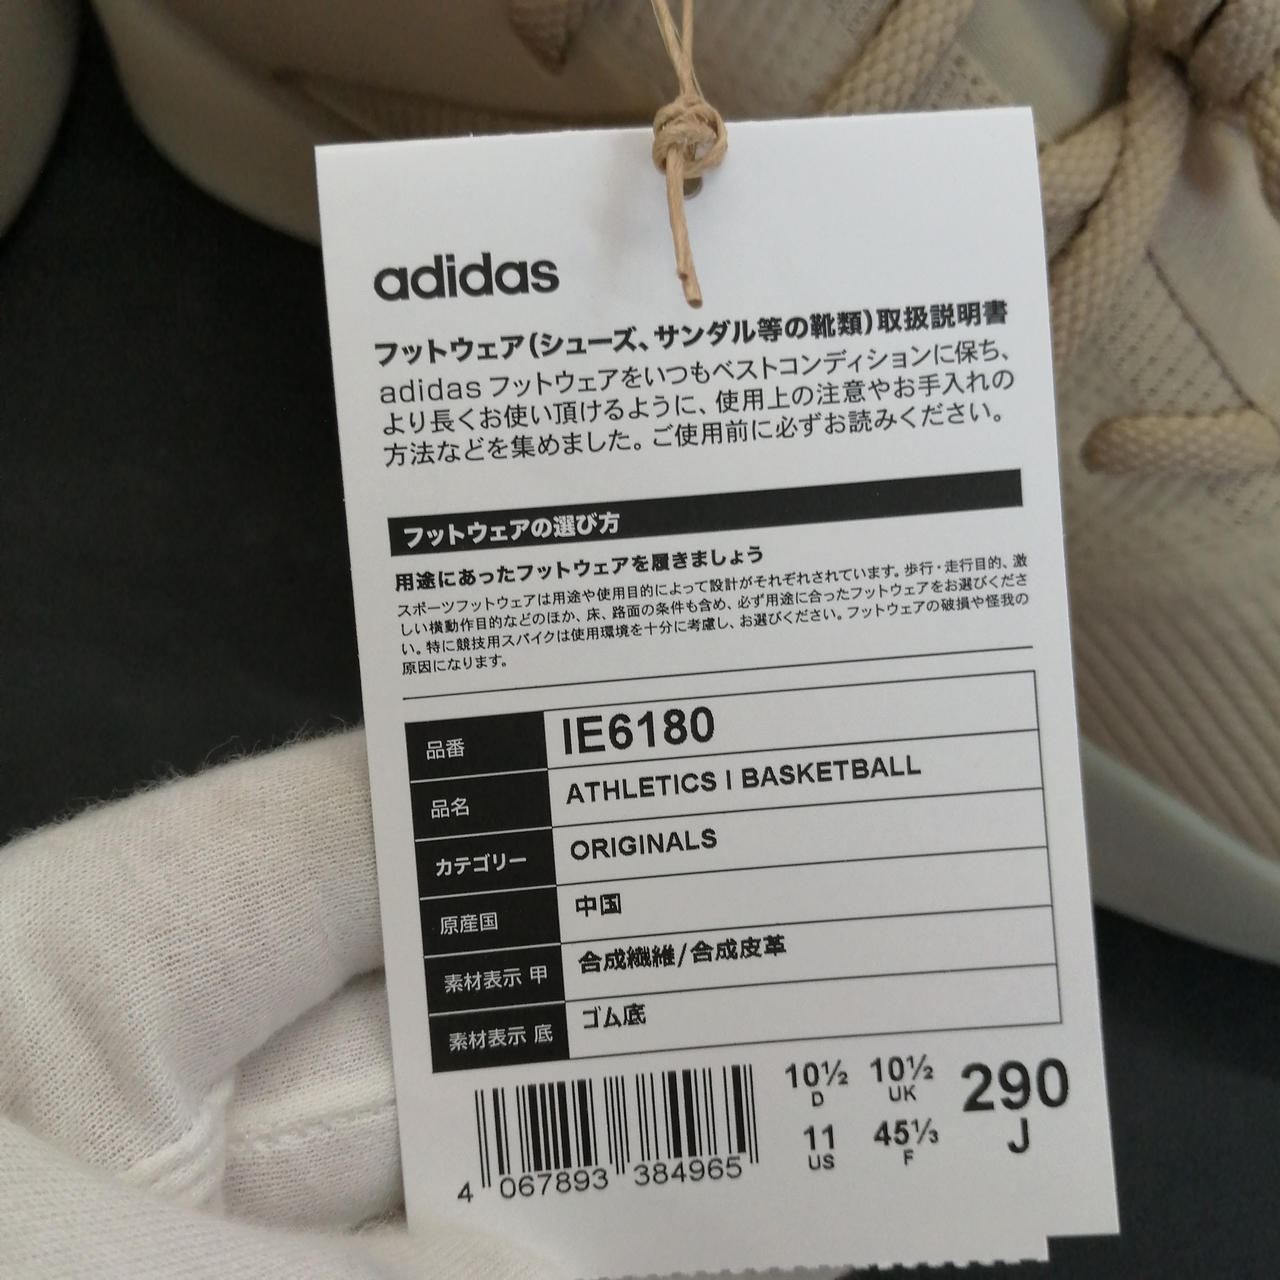 adidas
フットウェア(シューズ、サンダル等の靴類)取扱説明書
adidas フットウェアをいつもベストコンディションに保ち、
より長くお使い頂けるように、使用上の注意やお手入れの
方法などを集めました。ご使用前に必ずお読みください。
フットウェアの選び方
用途にあったフットウェアを履きましょう
スポーツフットウェアは用途や使用目的によって設計がそれぞれされています。歩行・走行目的、激
しい横動作目的などのほか、床、路面の条件も含め、必ず用途に合ったフットウェアをお選びくださ
い。特に競技用スパイクは使用環境を十分に考慮し、お選びください。フットウェアの破損や怪我の
原因になります。
品番 IE6180
品名 ATHLETICS I BASKETBALL
カテゴリー ORIGINALS
原産国 中国
素材表示 甲 合成繊維/合成皮革
素材表示 底 ゴム底
10½ D 10½ UK 290 J
11 US 45⅓ F
4 067893 384965